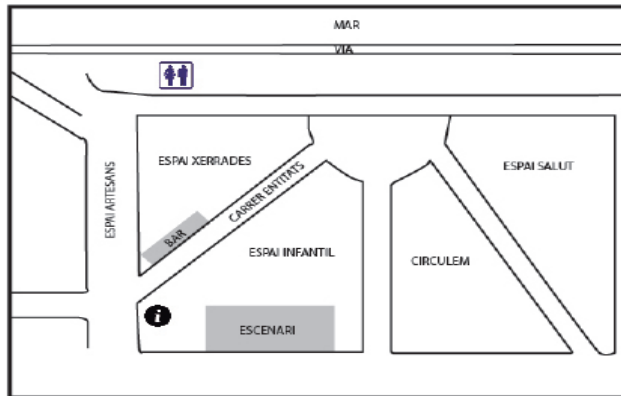 MAR
VIA
ESPAI XERRADES
ESPAI SALUT
ESPAI ARTESANS
CARRER ENTITATS
BAR
ESPAI INFANTIL
CIRCULEM
i
ESCENARI